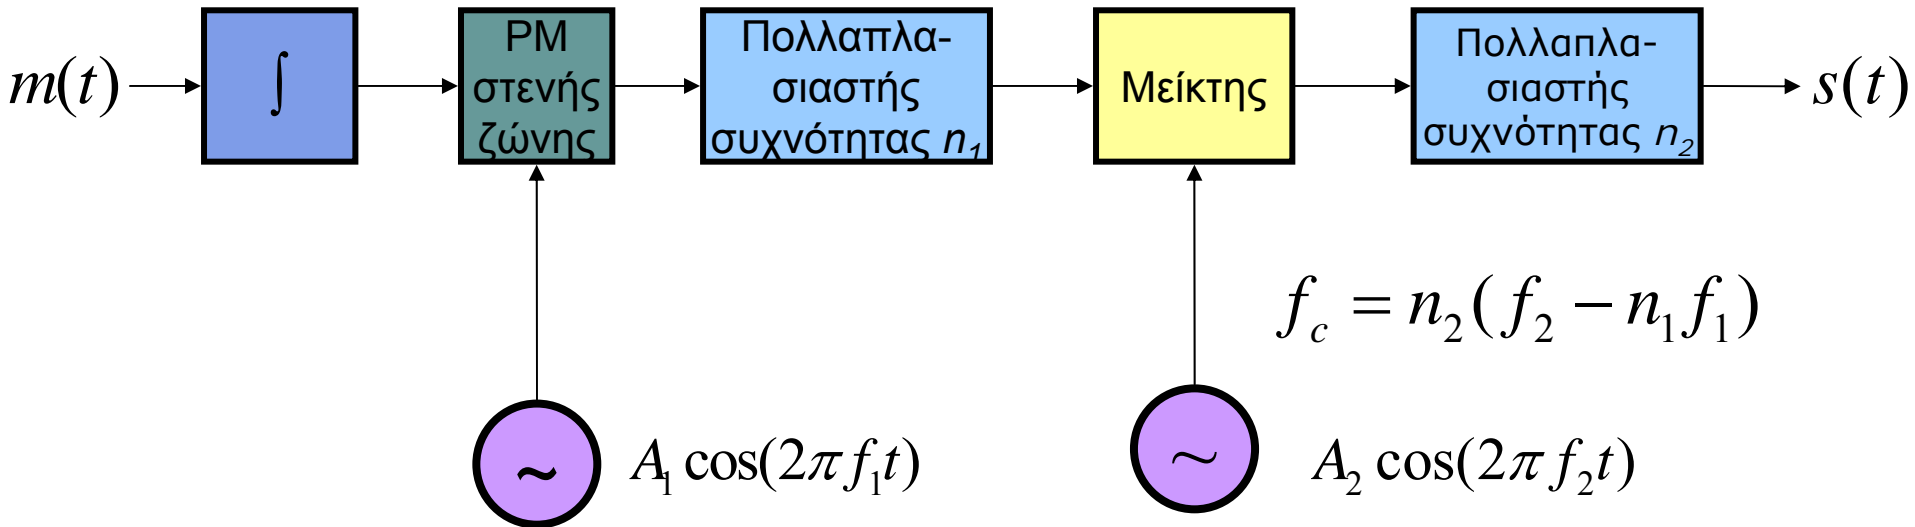 m(t)
∫
PM
στενής
ζώνης
Πολλαπλα-
σιαστής
συχνότητας n₁
Μείκτης
Πολλαπλα-
σιαστής
συχνότητας n₂
s(t)
f_c = n₂(f₂ − n₁f₁)
~
A₁ cos(2πf₁t)
~
A₂ cos(2πf₂t)